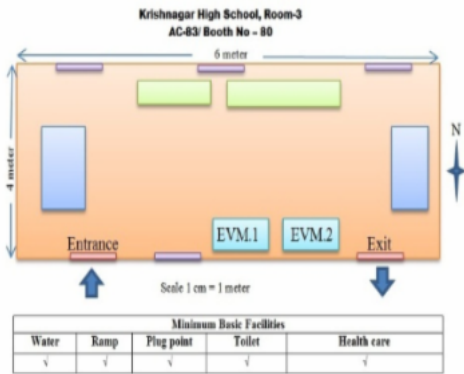 Krishnagar High School, Room-3
AC-83/ Booth No – 80
6 meter
4 meter
N
EVM.1 EVM.2
Entrance Exit
Scale 1 cm = 1 meter
Minimum Basic Facilities
Water Ramp Plug point Toilet Health care
√ √ √ √ √